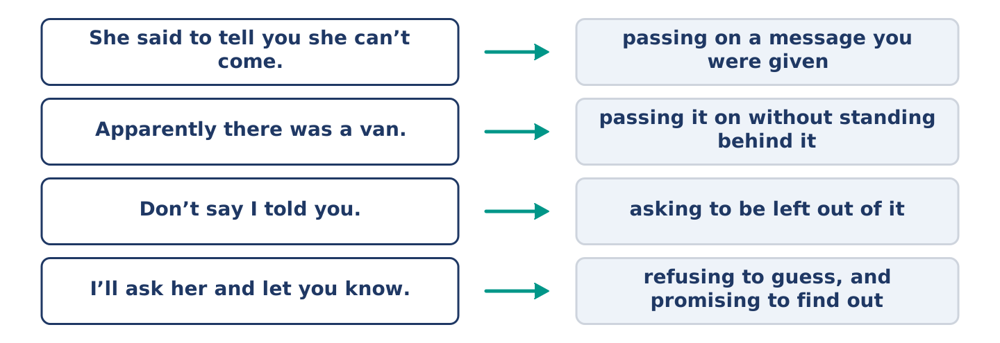 She said to tell you she can’t
come.
passing on a message you
were given
Apparently there was a van.
passing it on without standing
behind it
Don’t say I told you.
asking to be left out of it
I’ll ask her and let you know.
refusing to guess, and
promising to find out